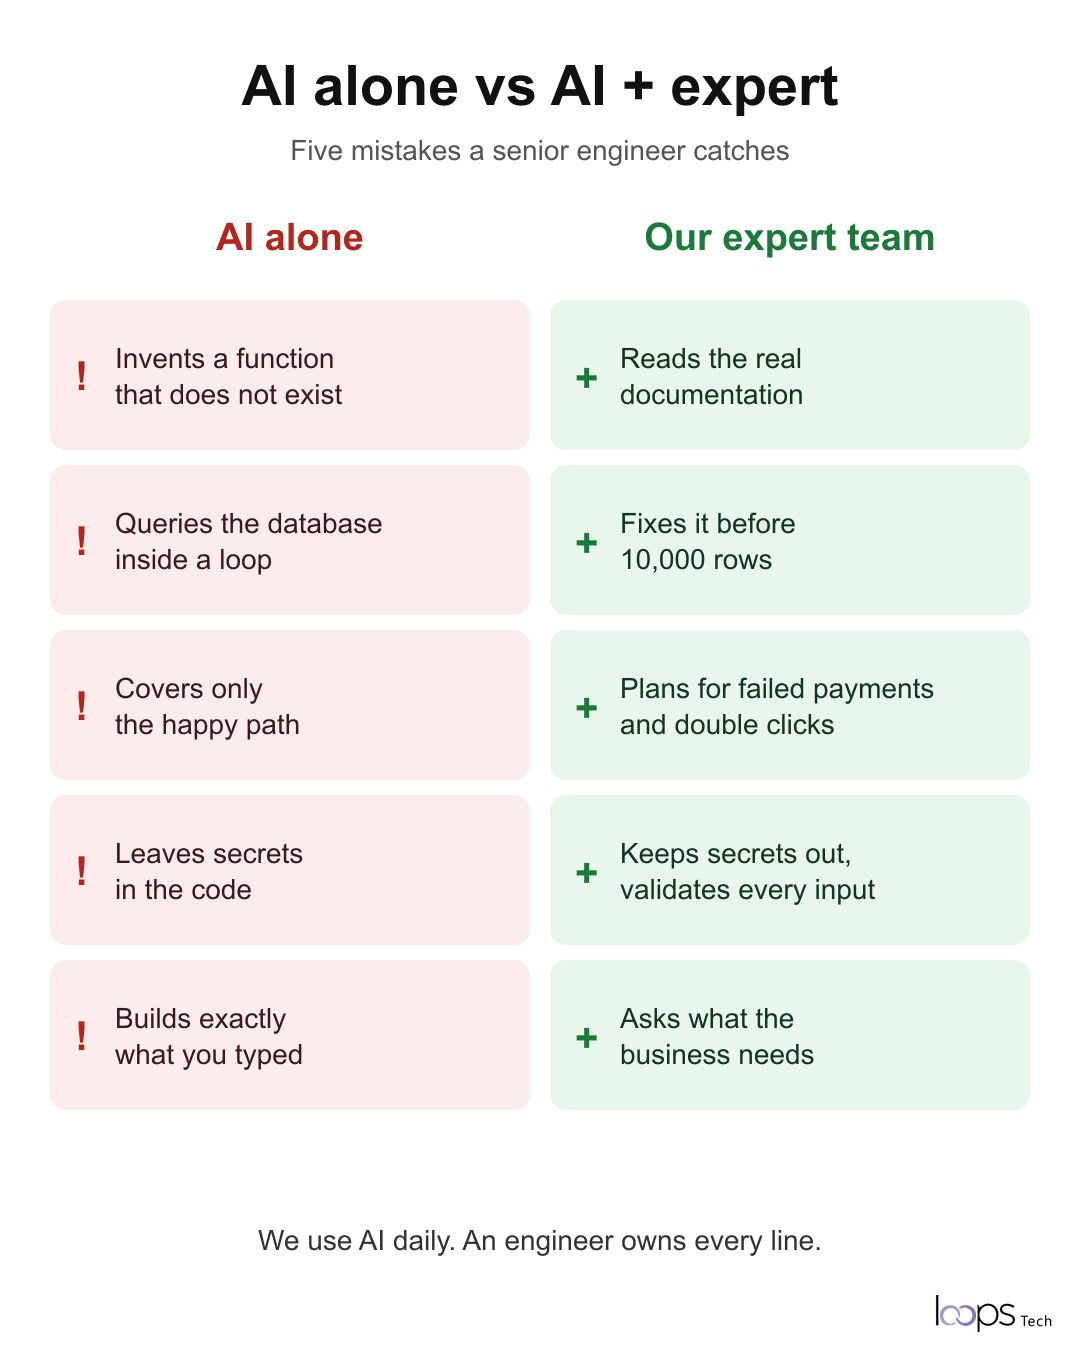 AI alone vs AI + expert
Five mistakes a senior engineer catches
AI alone
Our expert team
! Invents a function
that does not exist
+ Reads the real
documentation
! Queries the database
inside a loop
+ Fixes it before
10,000 rows
! Covers only
the happy path
+ Plans for failed payments
and double clicks
! Leaves secrets
in the code
+ Keeps secrets out,
validates every input
! Builds exactly
what you typed
+ Asks what the
business needs
We use AI daily. An engineer owns every line.
loops Tech